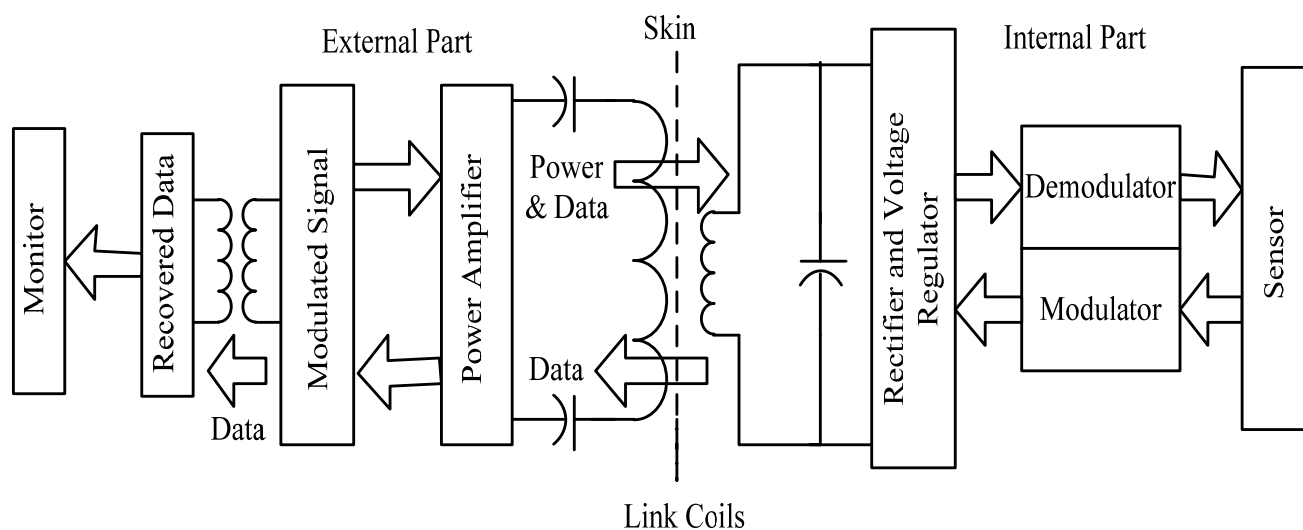 External Part
Skin
Internal Part
Monitor
Recovered Data
Data
Modulated Signal
Power Amplifier
Power
& Data
Data
Link Coils
Rectifier and Voltage
Regulator
Demodulator
Modulator
Sensor